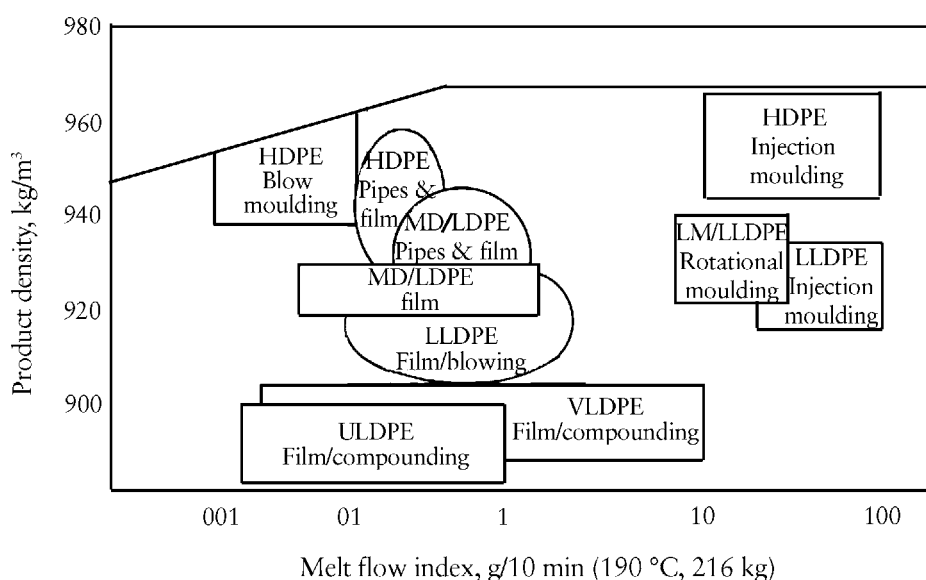 980
960
940
920
900
Product density, kg/m³
HDPE
Blow
moulding
HDPE
Pipes &
film
MD/LDPE
Pipes & film
MD/LDPE
film
LLDPE
Film/blowing
VLDPE
Film/compounding
ULDPE
Film/compounding
HDPE
Injection
moulding
LM/LLDPE
Rotational
moulding
LLDPE
Injection
moulding
001
01
1
10
100
Melt flow index, g/10 min (190 °C, 216 kg)